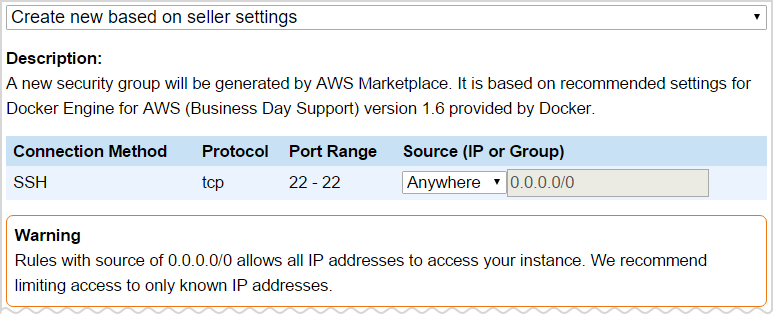 Create new based on seller settings
Description:
A new security group will be generated by AWS Marketplace. It is based on recommended settings for
Docker Engine for AWS (Business Day Support) version 1.6 provided by Docker.
Connection Method Protocol Port Range Source (IP or Group)
SSH tcp 22 - 22 Anywhere 0.0.0.0/0
Warning
Rules with source of 0.0.0.0/0 allows all IP addresses to access your instance. We recommend
limiting access to only known IP addresses.